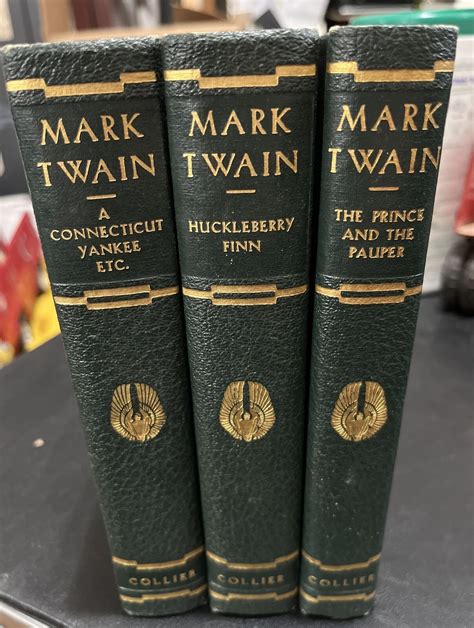 MARK
TWAIN
A
CONNECTICUT
YANKEE
ETC.
COLLIER
MARK
TWAIN
HUCKLEBERRY
FINN
COLLIER
MARK
TWAIN
THE PRINCE
AND THE
PAUPER
COLLIER